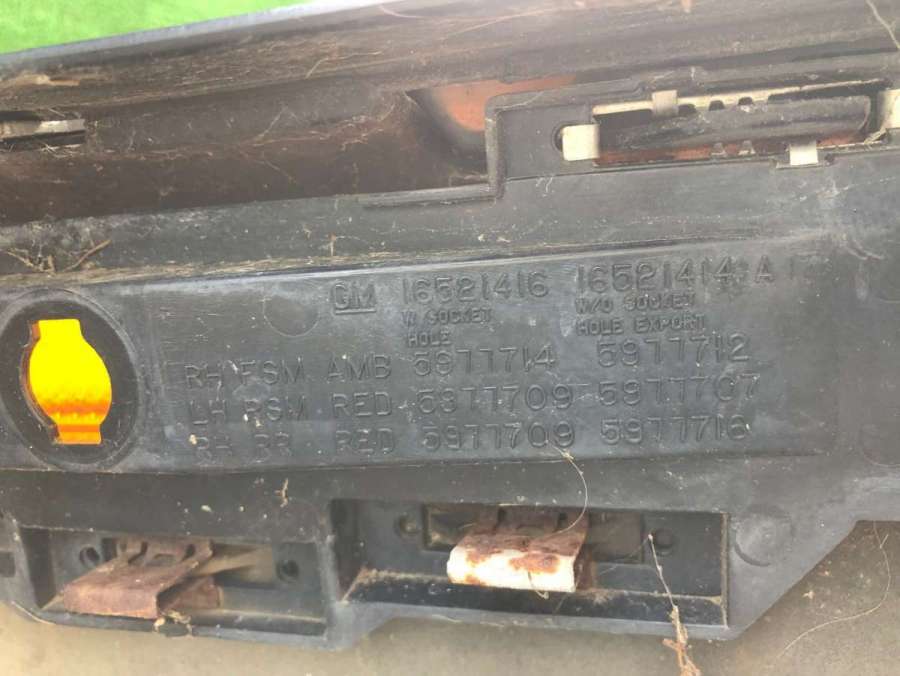 GM 16521416 16521414 A
W SOCKET W/O SOCKET
HOLE HOLE EXPORT
RH FSM AMB 5977714 5977712
LH RSM RED 5977709 5977707
RH RED 5977709 5977716